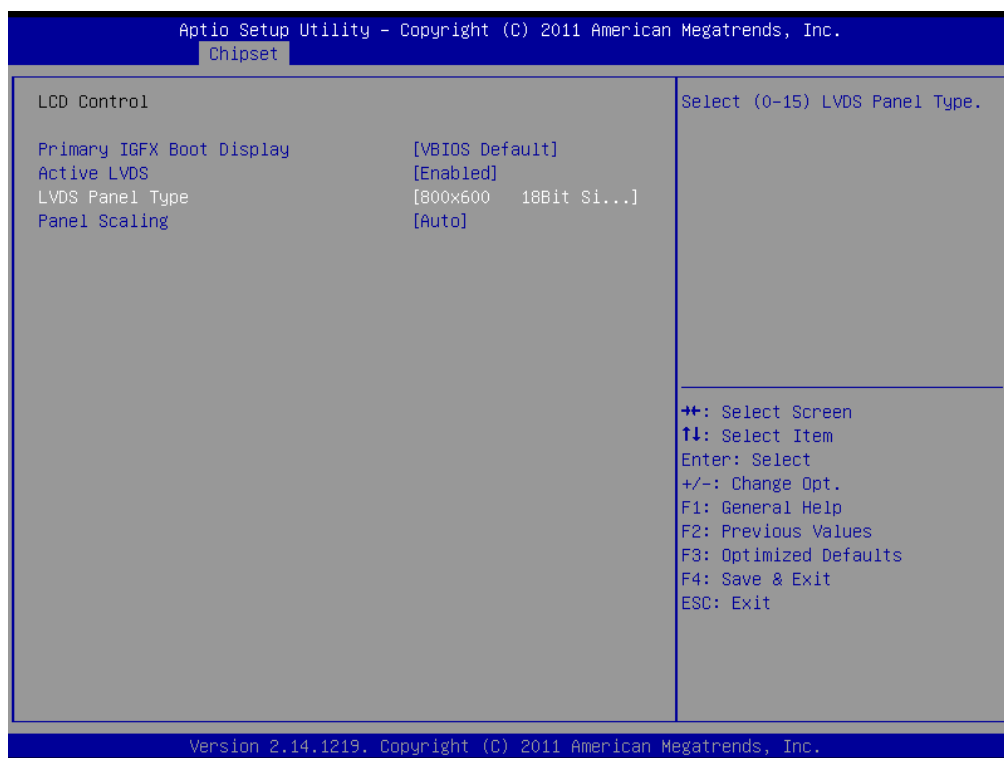 Aptio Setup Utility – Copyright (C) 2011 American Megatrends, Inc.
Chipset
LCD Control
Primary IGFX Boot Display [VBIOS Default]
Active LVDS [Enabled]
LVDS Panel Type [800x600 18Bit Si...]
Panel Scaling [Auto]
Select (0-15) LVDS Panel Type.
→←: Select Screen
↑↓: Select Item
Enter: Select
+/-: Change Opt.
F1: General Help
F2: Previous Values
F3: Optimized Defaults
F4: Save & Exit
ESC: Exit
Version 2.14.1219. Copyright (C) 2011 American Megatrends, Inc.